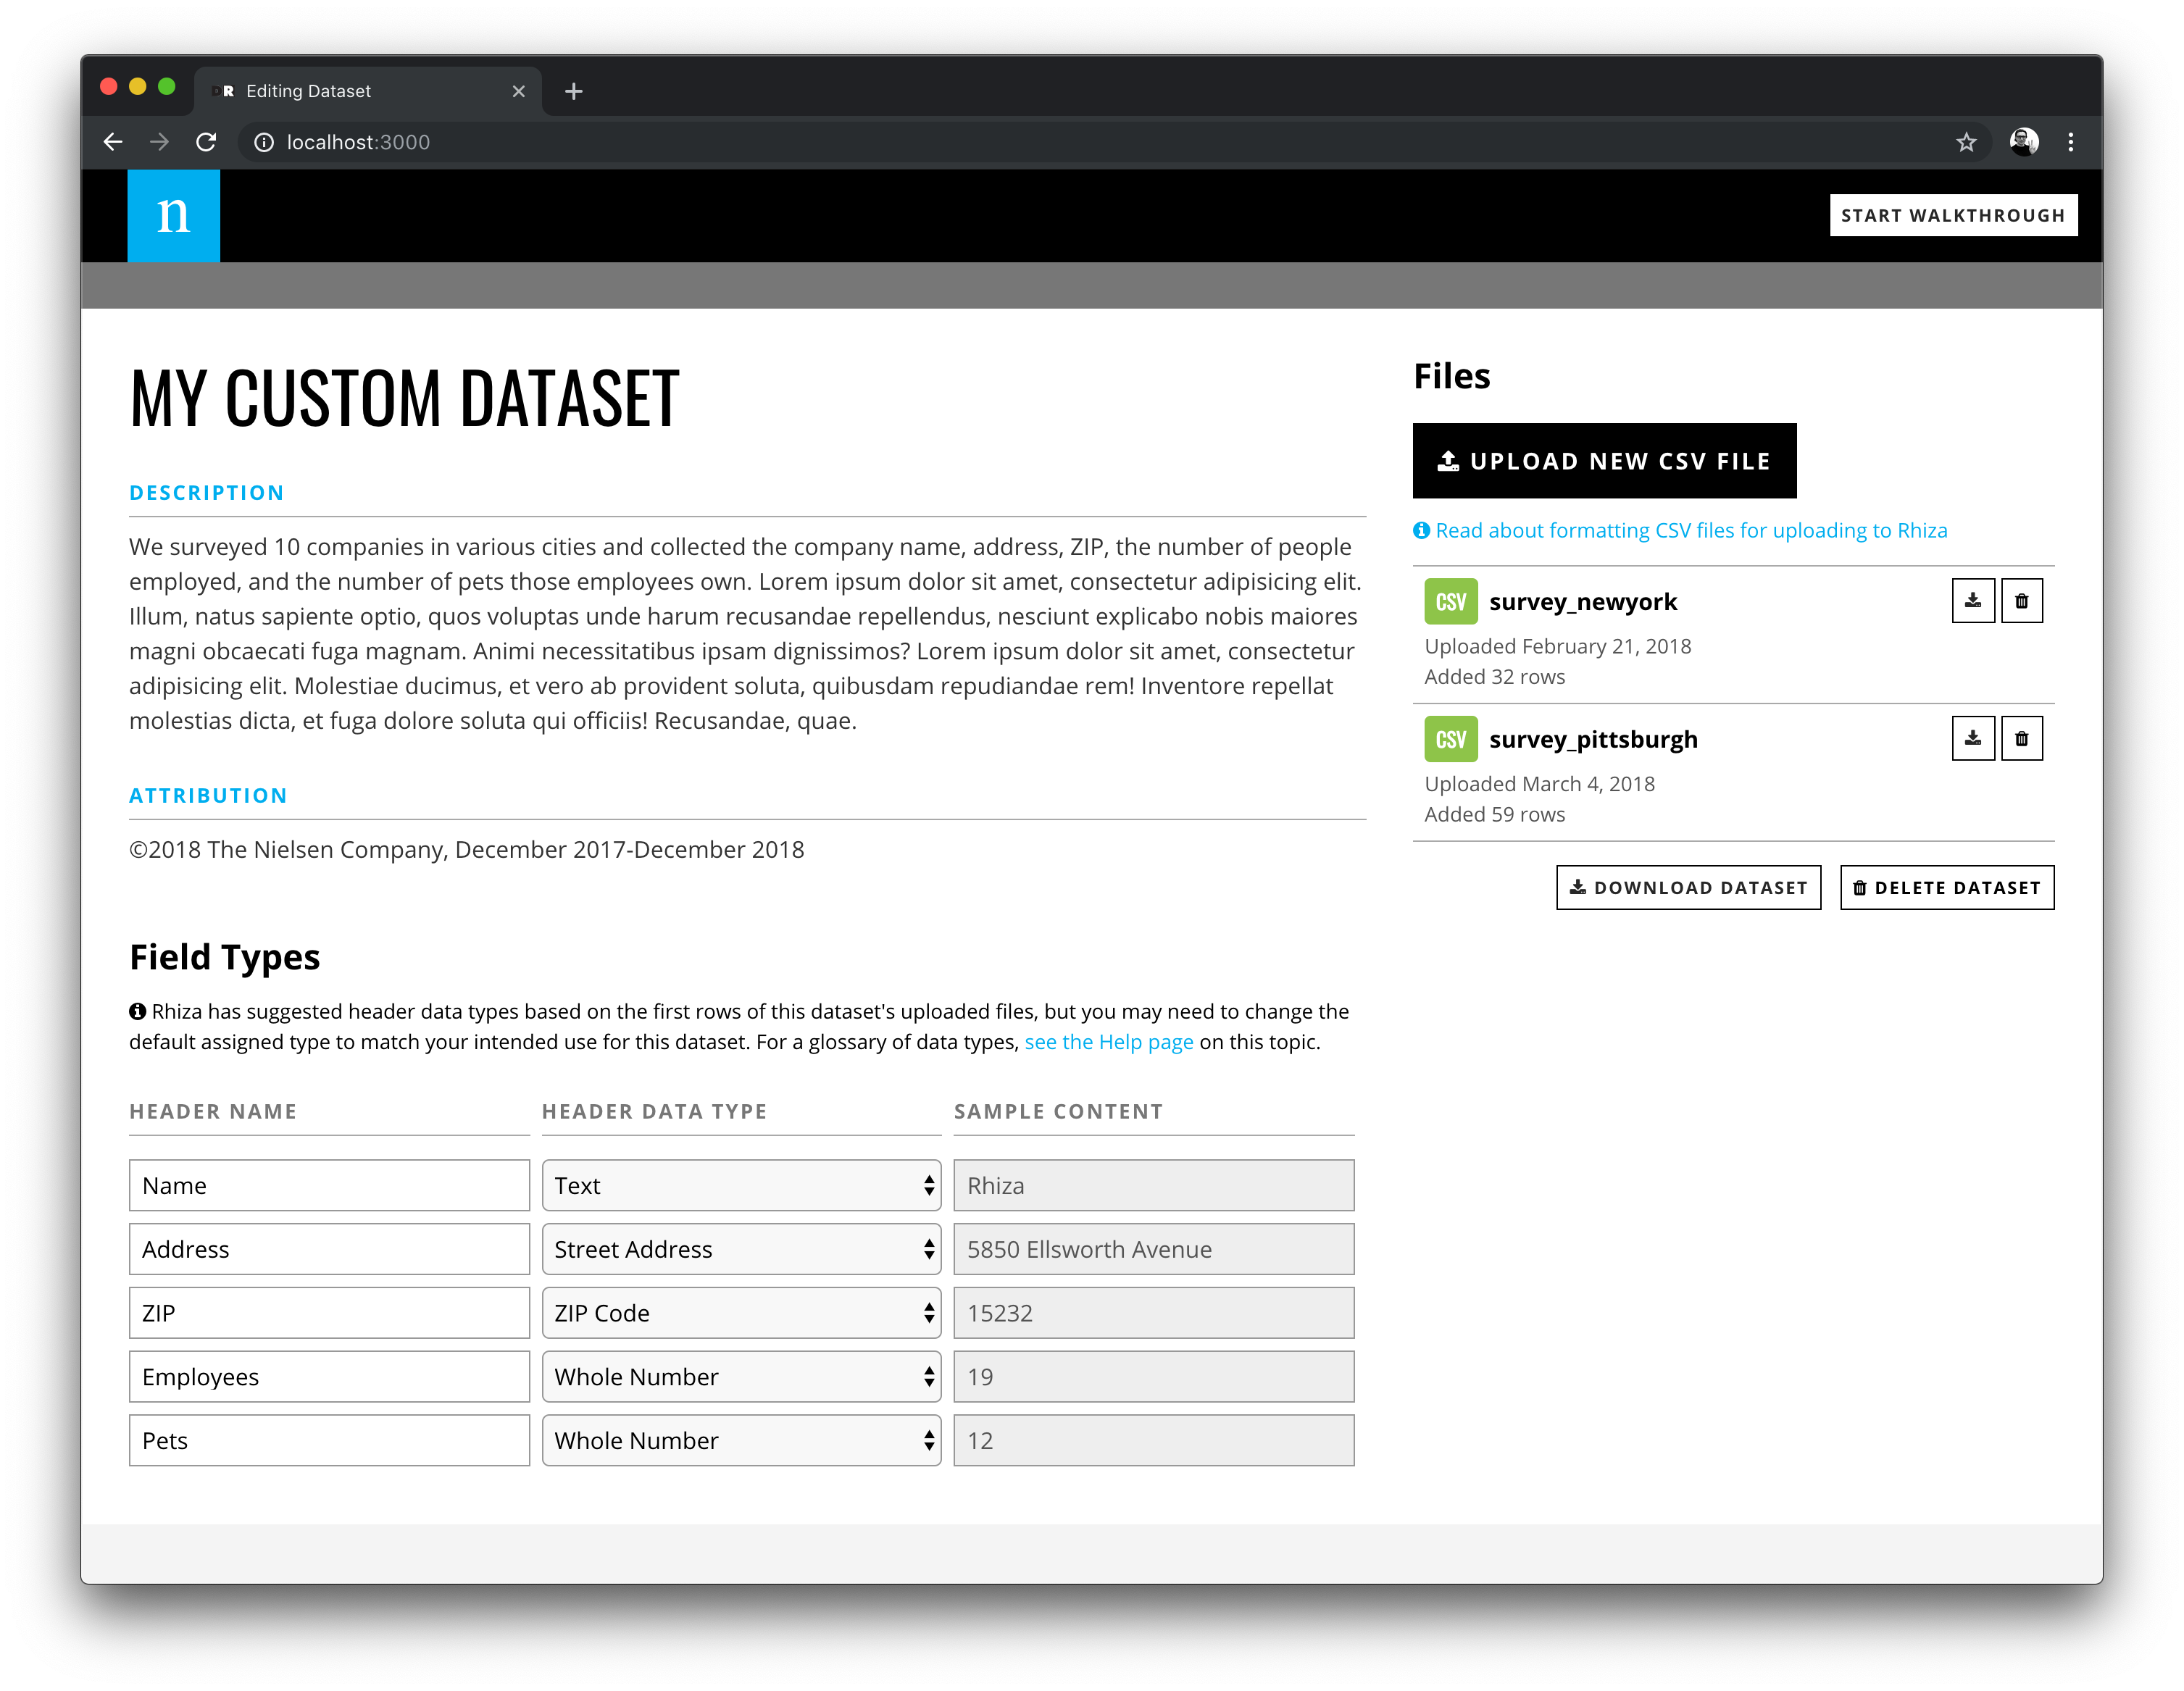 DR Editing Dataset
localhost:3000
n
START WALKTHROUGH
MY CUSTOM DATASET
DESCRIPTION
We surveyed 10 companies in various cities and collected the company name, address, ZIP, the number of people
employed, and the number of pets those employees own. Lorem ipsum dolor sit amet, consectetur adipisicing elit.
Illum, natus sapiente optio, quos voluptas unde harum recusandae repellendus, nesciunt explicabo nobis maiores
magni obcaecati fuga magnam. Animi necessitatibus ipsam dignissimos? Lorem ipsum dolor sit amet, consectetur
adipisicing elit. Molestiae ducimus, et vero ab provident soluta, quibusdam repudiandae rem! Inventore repellat
molestias dicta, et fuga dolore soluta qui officiis! Recusandae, quae.
ATTRIBUTION
©2018 The Nielsen Company, December 2017-December 2018
Field Types
Rhiza has suggested header data types based on the first rows of this dataset's uploaded files, but you may need to change the
default assigned type to match your intended use for this dataset. For a glossary of data types, see the Help page on this topic.
HEADER NAME HEADER DATA TYPE SAMPLE CONTENT
Name Text Rhiza
Address Street Address 5850 Ellsworth Avenue
ZIP ZIP Code 15232
Employees Whole Number 19
Pets Whole Number 12
Files
UPLOAD NEW CSV FILE
Read about formatting CSV files for uploading to Rhiza
CSV survey_newyork
Uploaded February 21, 2018
Added 32 rows
CSV survey_pittsburgh
Uploaded March 4, 2018
Added 59 rows
DOWNLOAD DATASET DELETE DATASET